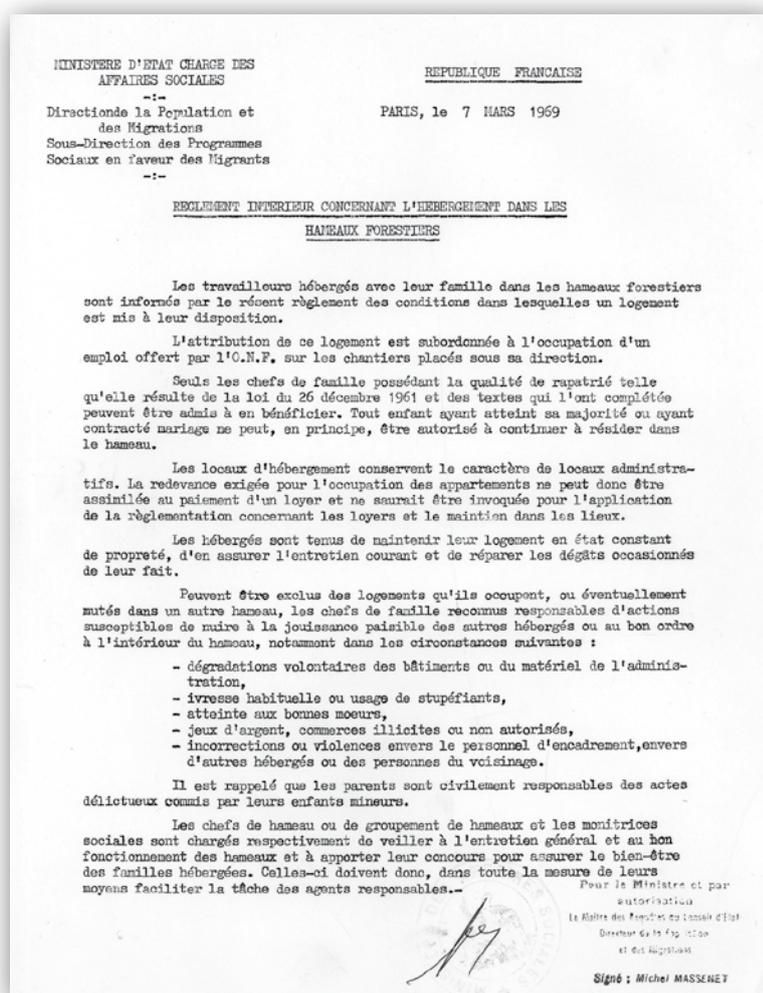 MINISTERE D'ETAT CHARGE DES
AFFAIRES SOCIALES
-:-
Directionde la Population et
des Migrations
Sous-Direction des Programmes
Sociaux en faveur des Migrants
-:-
REPUBLIQUE FRANCAISE
PARIS, le 7 MARS 1969
REGLEMENT INTERIEUR CONCERNANT L'HEBERGEMENT DANS LES
HAMEAUX FORESTIERS
Les travailleurs hébergés avec leur famille dans les hameaux forestiers
sont informés par le résent règlement des conditions dans lesquelles un logement
est mis à leur disposition.
L'attribution de ce logement est subordonnée à l'occupation d'un
emploi offert par l'O.N.F. sur les chantiers placés sous sa direction.
Seuls les chefs de famille possédant la qualité de rapatrié telle
qu'elle résulte de la loi du 26 décembre 1961 et des textes qui l'ont complétée
peuvent être admis à en bénéficier. Tout enfant ayant atteint sa majorité ou ayant
contracté mariage ne peut, en principe, être autorisé à continuer à résider dans
le hameau.
Les locaux d'hébergement conservent le caractère de locaux administra-
tifs. La redevance exigée pour l'occupation des appartements ne peut donc être
assimilée au paiement d'un loyer et ne saurait être invoquée pour l'application
de la règlementation concernant les loyers et le maintien dans les lieux.
Les hébergés sont tenus de maintenir leur logement en état constant
de propreté, d'en assurer l'entretien courant et de réparer les dégâts occasionnés
de leur fait.
Peuvent être exclus des logements qu'ils occupent, ou éventuellement
mutés dans un autre hameau, les chefs de famille reconnus responsables d'actions
susceptibles de nuire à la jouissance paisible des autres hébergés ou au bon ordre
à l'intérieur du hameau, notamment dans les circonstances suivantes :
- dégradations volontaires des bâtiments ou du matériel de l'adminis-
tration,
- ivresse habituelle ou usage de stupéfiants,
- atteinte aux bonnes moeurs,
- jeux d'argent, commerces illicites ou non autorisés,
- incorrections ou violences envers le personnel d'encadrement,envers
d'autres hébergés ou des personnes du voisinage.
Il est rappelé que les parents sont civilement responsables des actes
délictueux commis par leurs enfants mineurs.
Les chefs de hameau ou de groupement de hameaux et les monitrices
sociales sont chargés respectivement de veiller à l'entretien général et au bon
fonctionnement des hameaux et à apporter leur concours pour assurer le bien-être
des familles hébergées. Celles-ci doivent donc, dans toute la mesure de leurs
moyens faciliter la tâche des agents responsables.-
Pour le Ministre et par
autorisation
Le Maître des Requêtes au Conseil d'Etat
Directeur de la Population
et des Migrations
Signé : Michel MASSENET